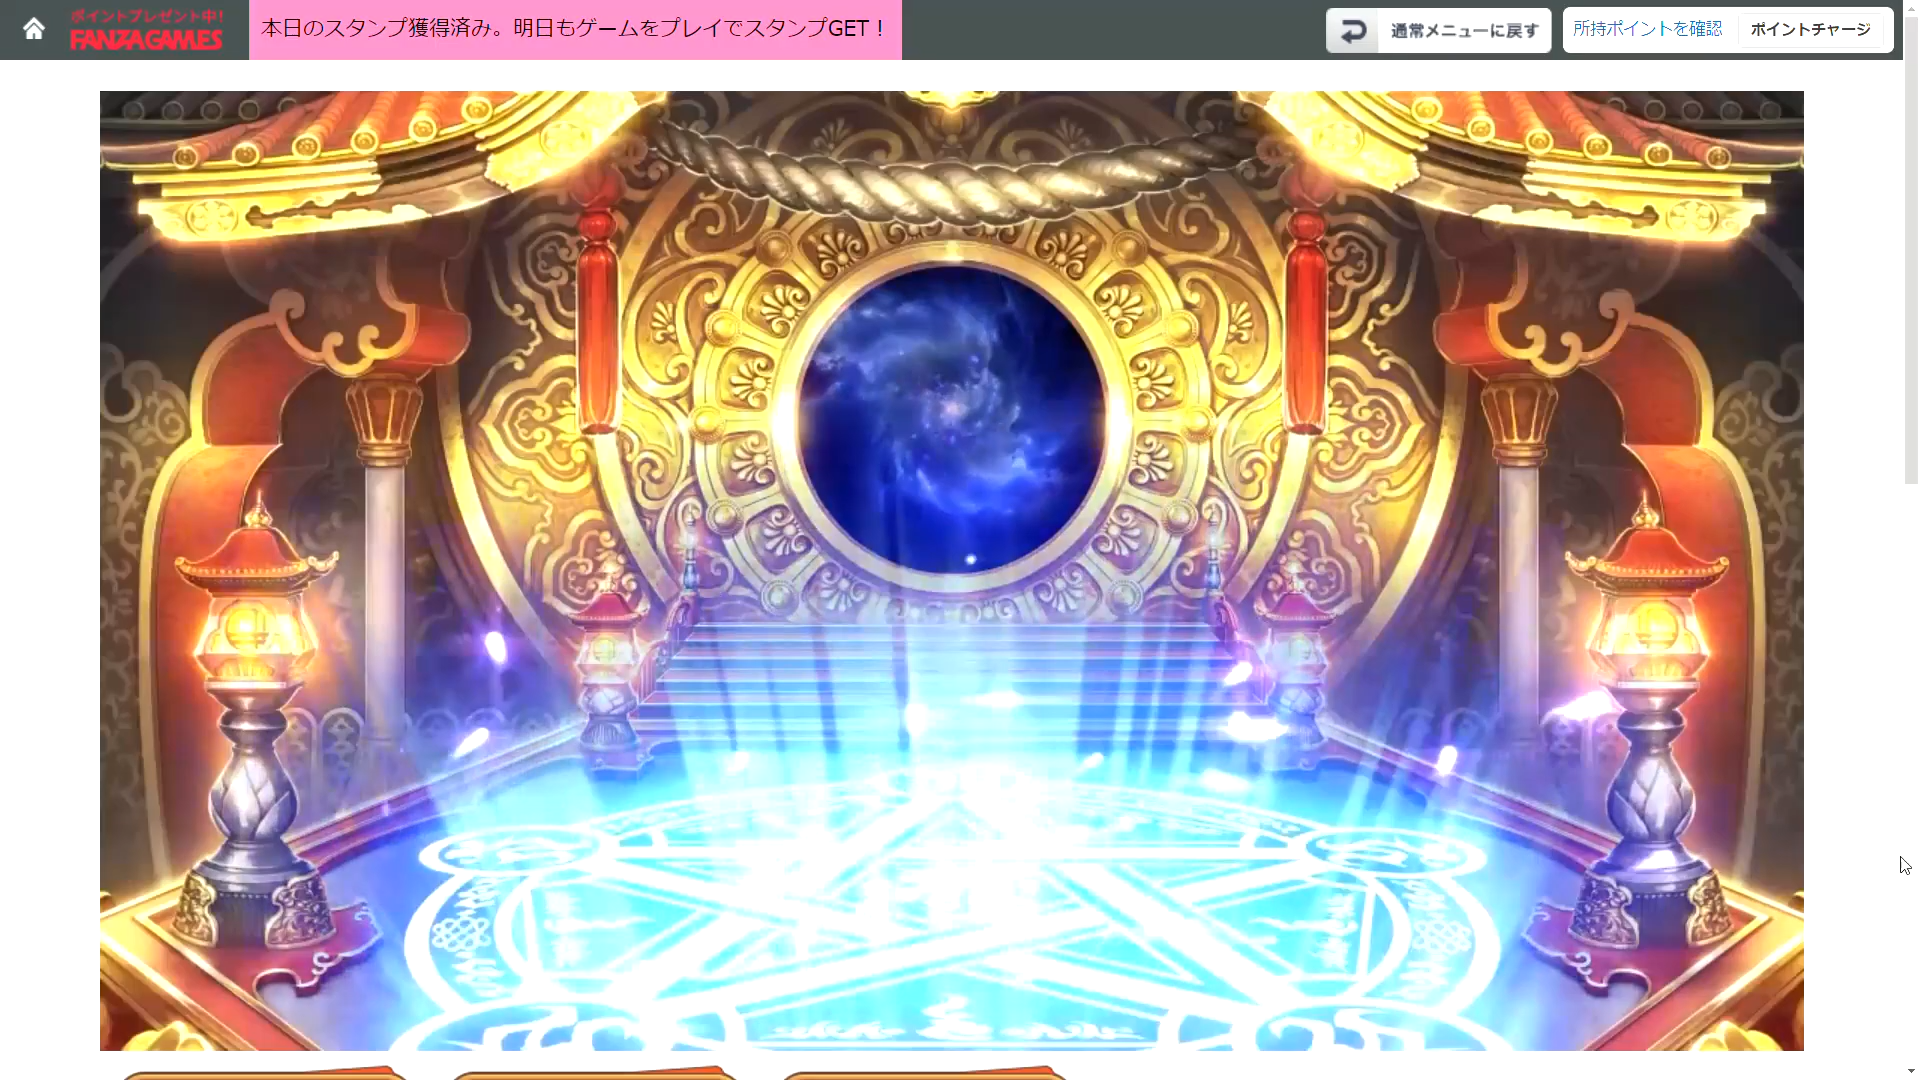 ポイントプレゼント中!
FANZAGAMES
本日のスタンプ獲得済み。明日もゲームをプレイでスタンプGET！
通常メニューに戻す
所持ポイントを確認
ポイントチャージ